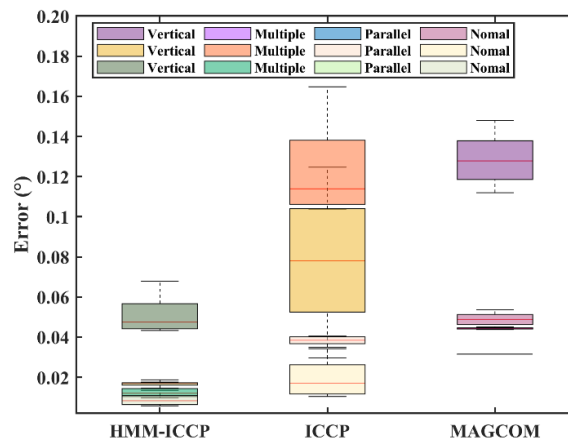 0.20
Vertical Multiple Parallel Nomal
Vertical Multiple Parallel Nomal
Vertical Multiple Parallel Nomal
0.18
0.16
0.14
0.12
0.1
0.08
0.06
0.04
0.02
Error (°)
HMM-ICCP ICCP MAGCOM